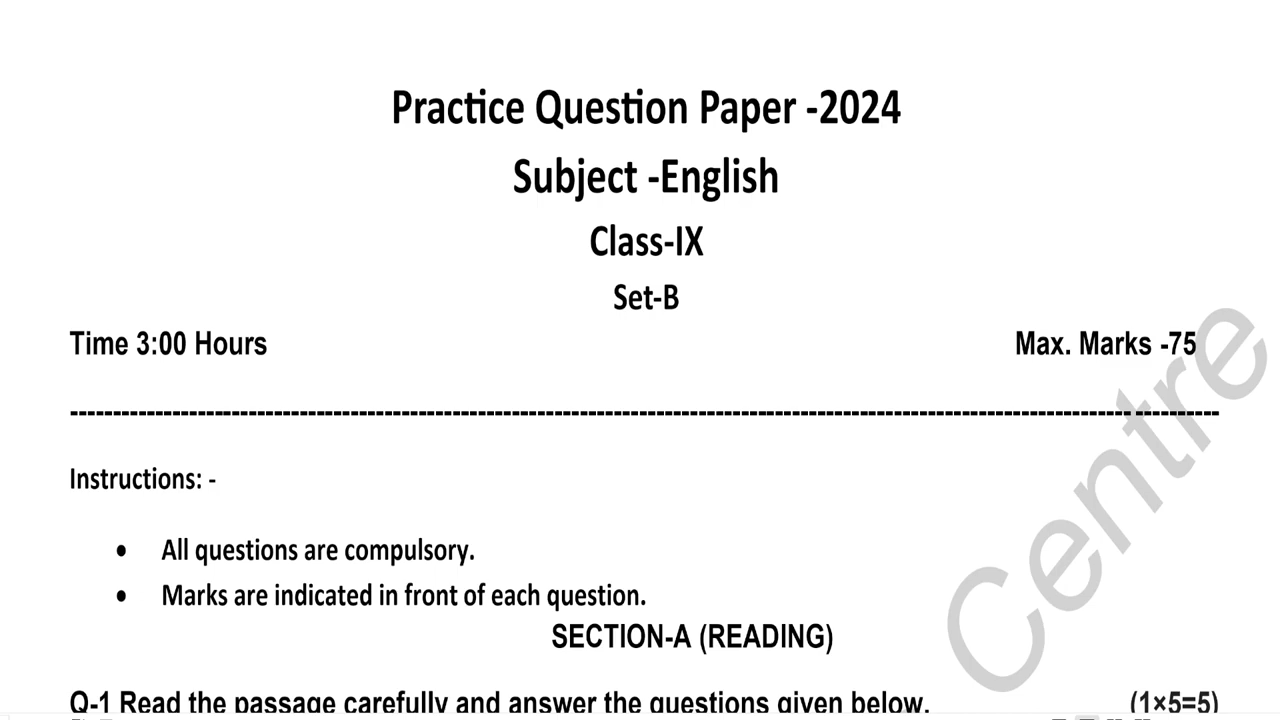 Practice Question Paper -2024
Subject -English
Class-IX
Set-B
Time 3:00 Hours Max. Marks -75
Instructions: -
• All questions are compulsory.
• Marks are indicated in front of each question.
SECTION-A (READING)
Q-1 Read the passage carefully and answer the questions given below. (1×5=5)
Centre